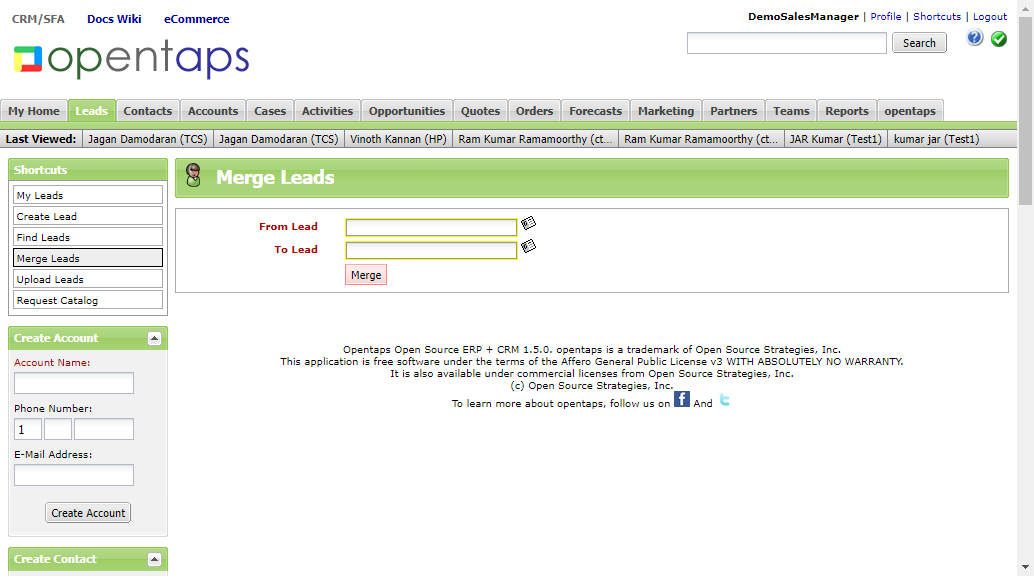 CRM/SFA Docs Wiki eCommerce
DemoSalesManager | Profile | Shortcuts | Logout
opentaps
Search
My Home Leads Contacts Accounts Cases Activities Opportunities Quotes Orders Forecasts Marketing Partners Teams Reports opentaps
Last Viewed: Jagan Damodaran (TCS) Jagan Damodaran (TCS) Vinoth Kannan (HP) Ram Kumar Ramamoorthy (ct... Ram Kumar Ramamoorthy (ct... JAR Kumar (Test1) kumar jar (Test1)
Shortcuts
My Leads
Create Lead
Find Leads
Merge Leads
Upload Leads
Request Catalog
Create Account
Account Name:
Phone Number:
1
E-Mail Address:
Create Account
Create Contact
Merge Leads
From Lead
To Lead
Merge
Opentaps Open Source ERP + CRM 1.5.0. opentaps is a trademark of Open Source Strategies, Inc.
This application is free software under the terms of the Affero General Public License v3 WITH ABSOLUTELY NO WARRANTY.
It is also available under commercial licenses from Open Source Strategies, Inc.
(c) Open Source Strategies, Inc.
To learn more about opentaps, follow us on f And t